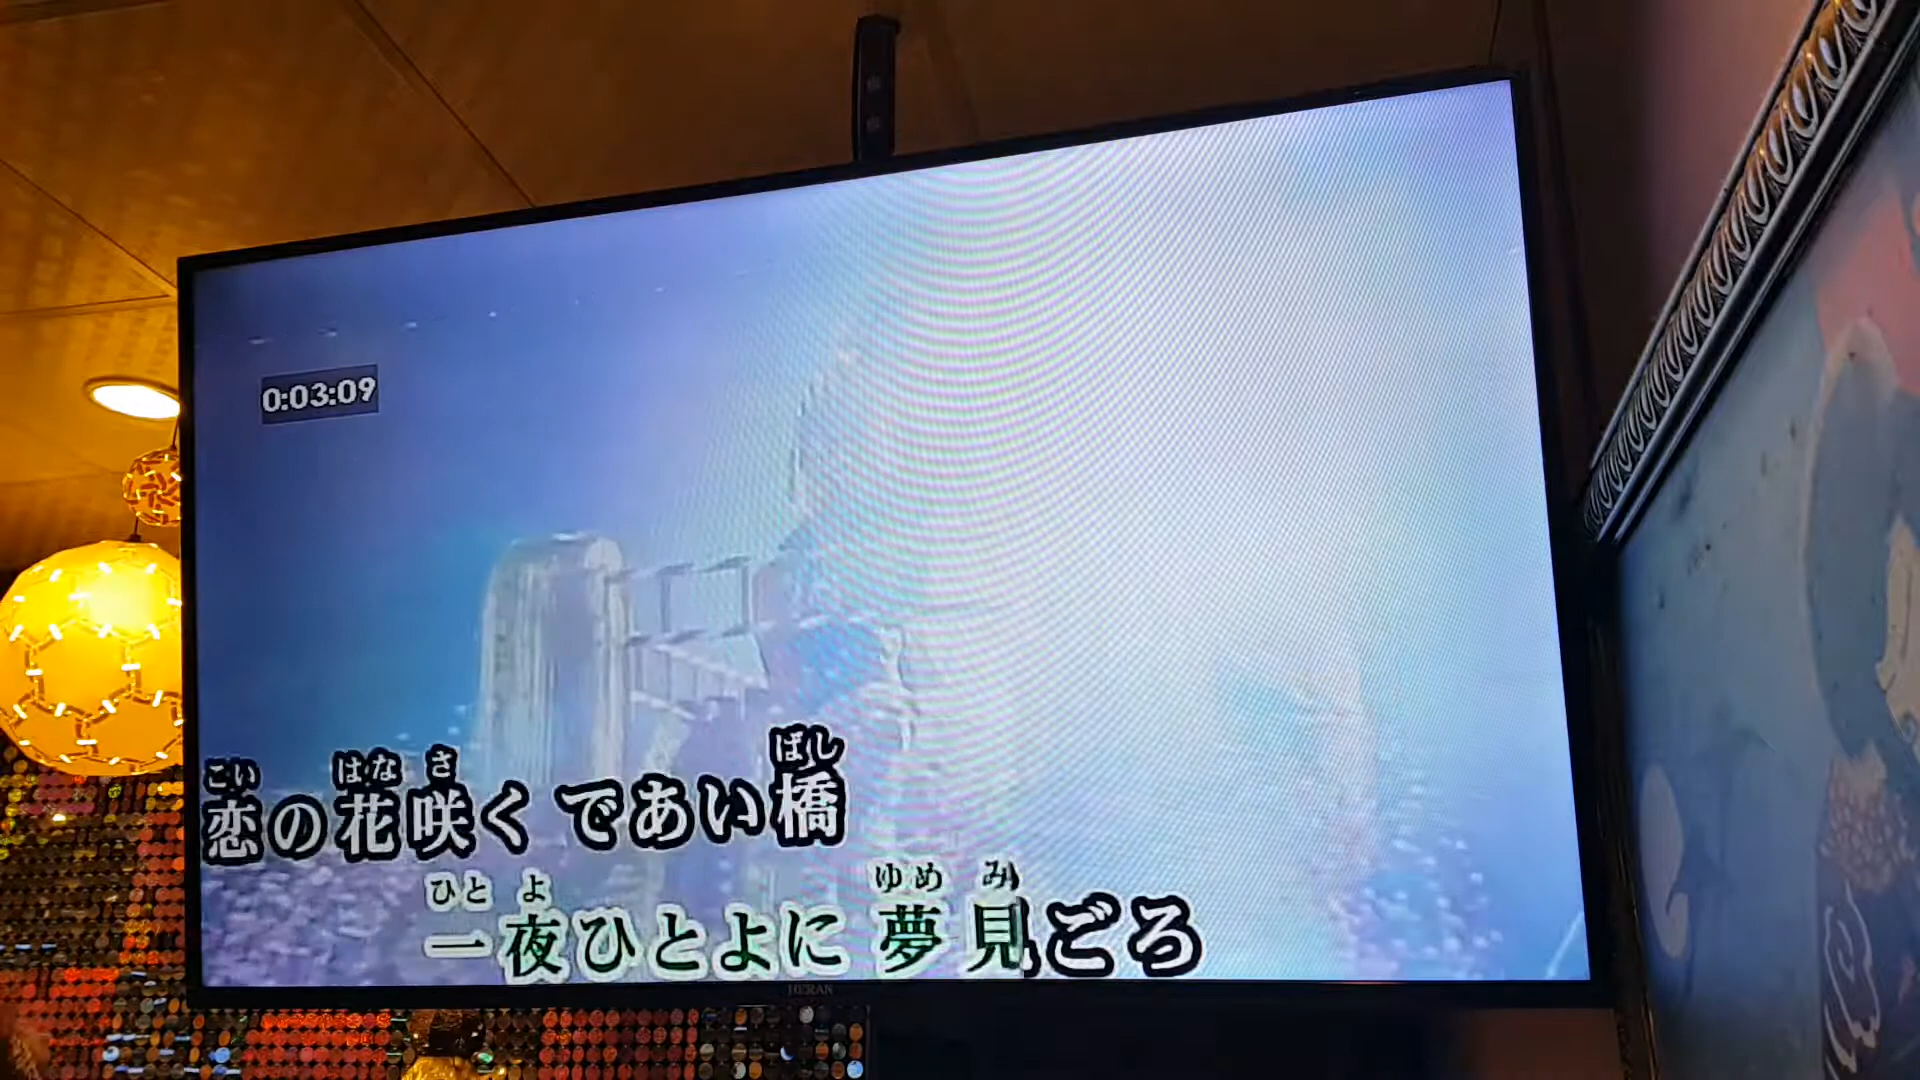 0:03:09
こい はな さ ばし
恋の花咲く であい橋
ひと よ ゆめ み
一夜ひとよに 夢見ごろ
HERAN